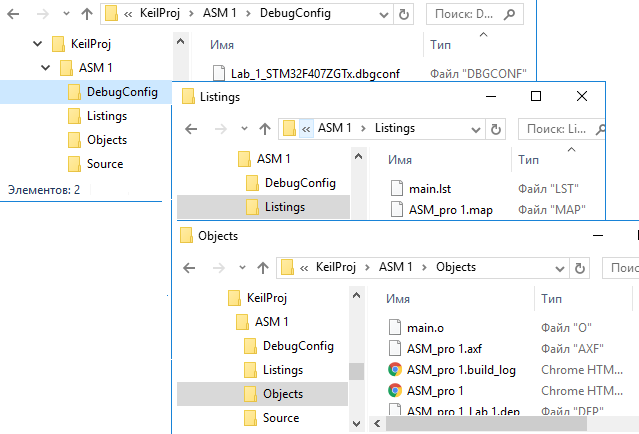 « KeilProj > ASM 1 > DebugConfig
Поиск: D...
KeilProj
ASM 1
DebugConfig
Listings
Objects
Source
Элементов: 2
Имя Тип
Lab_1_STM32F407ZGTx.dbgconf Файл "DBGCONF"
Listings
« ASM 1 > Listings
Поиск: Li...
ASM 1
DebugConfig
Listings
Имя Тип
main.lst Файл "LST"
ASM_pro 1.map Файл "MAP"
Objects
« KeilProj > ASM 1 > Objects
KeilProj
ASM 1
DebugConfig
Listings
Objects
Source
Имя Тип
main.o Файл "O"
ASM_pro 1.axf Файл "AXF"
ASM_pro 1.build_log Chrome HTM...
ASM_pro 1 Chrome HTM...
ASM_pro 1_Lab 1.dep Файл "DEP"